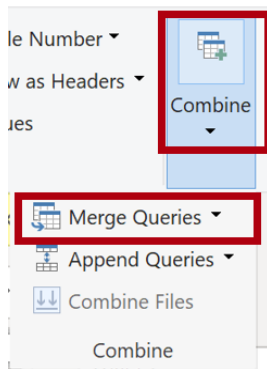 le Number
w as Headers
Combine
ues
Merge Queries
Append Queries
Combine Files
Combine